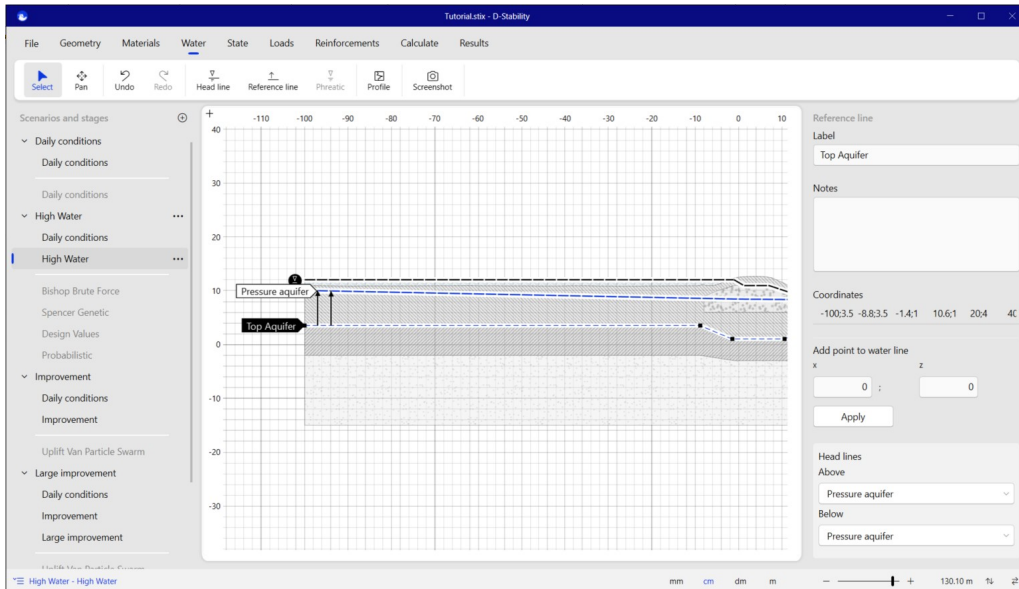 Tutorial.stix - D-Stability
File Geometry Materials Water State Loads Reinforcements Calculate Results
Select Pan Undo Redo Head line Reference line Phreatic Profile Screenshot
Scenarios and stages
Daily conditions
Daily conditions
Daily conditions
High Water
Daily conditions
High Water
Bishop Brute Force
Spencer Genetic
Design Values
Probabilistic
Improvement
Daily conditions
Improvement
Uplift Van Particle Swarm
Large improvement
Daily conditions
Improvement
Large improvement
Uplift Van Particle Swarm
-110 -100 -90 -80 -70 -60 -50 -40 -30 -20 -10 0 10
40
30
20
10
0
-10
-20
-30
Pressure aquifer
Top Aquifer
Reference line
Label
Top Aquifer
Notes
Coordinates
-100;3.5 -8.8;3.5 -1.4;1 10.6;1 20;4 40
Add point to water line
x z
0 ; 0
Apply
Head lines
Above
Pressure aquifer
Below
Pressure aquifer
High Water - High Water
mm cm dm m
130.10 m